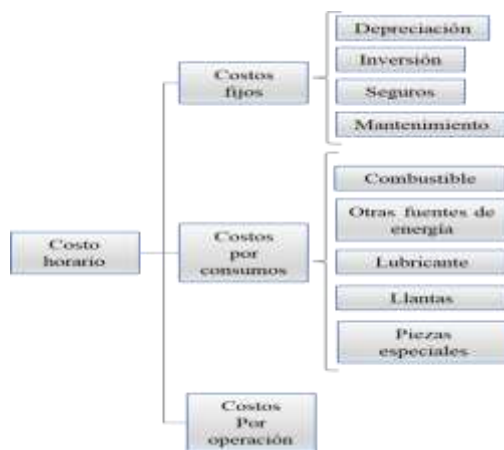 Depreciación
Costos
fijos
Inversión
Seguros
Mantenimiento
Combustible
Otras fuentes de
energía
Costo
horario
Costos
por
consumos
Lubricante
Llantas
Piezas
especiales
Costos
Por
operación